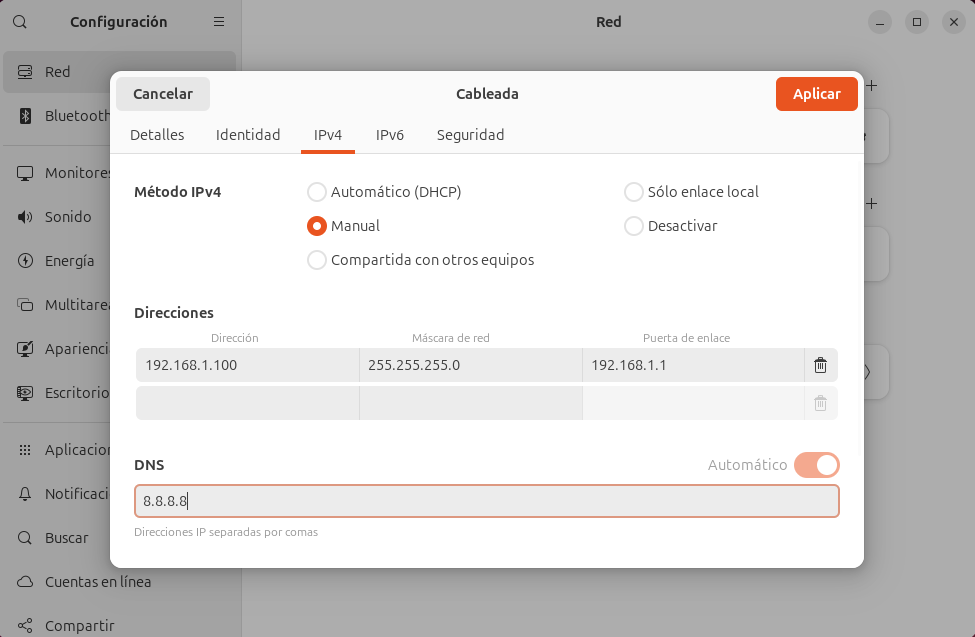 Configuración
Red
Red
Bluetooth
Monitores
Sonido
Energía
Multitarea
Aparienci
Escritorio
Aplicacion
Notificaci
Buscar
Cuentas en línea
Compartir
Cancelar
Cableada
Aplicar
Detalles Identidad IPv4 IPv6 Seguridad
Método IPv4
Automático (DHCP) Sólo enlace local
Manual Desactivar
Compartida con otros equipos
Direcciones
Dirección Máscara de red Puerta de enlace
192.168.1.100 255.255.255.0 192.168.1.1
DNS Automático
8.8.8.8
Direcciones IP separadas por comas